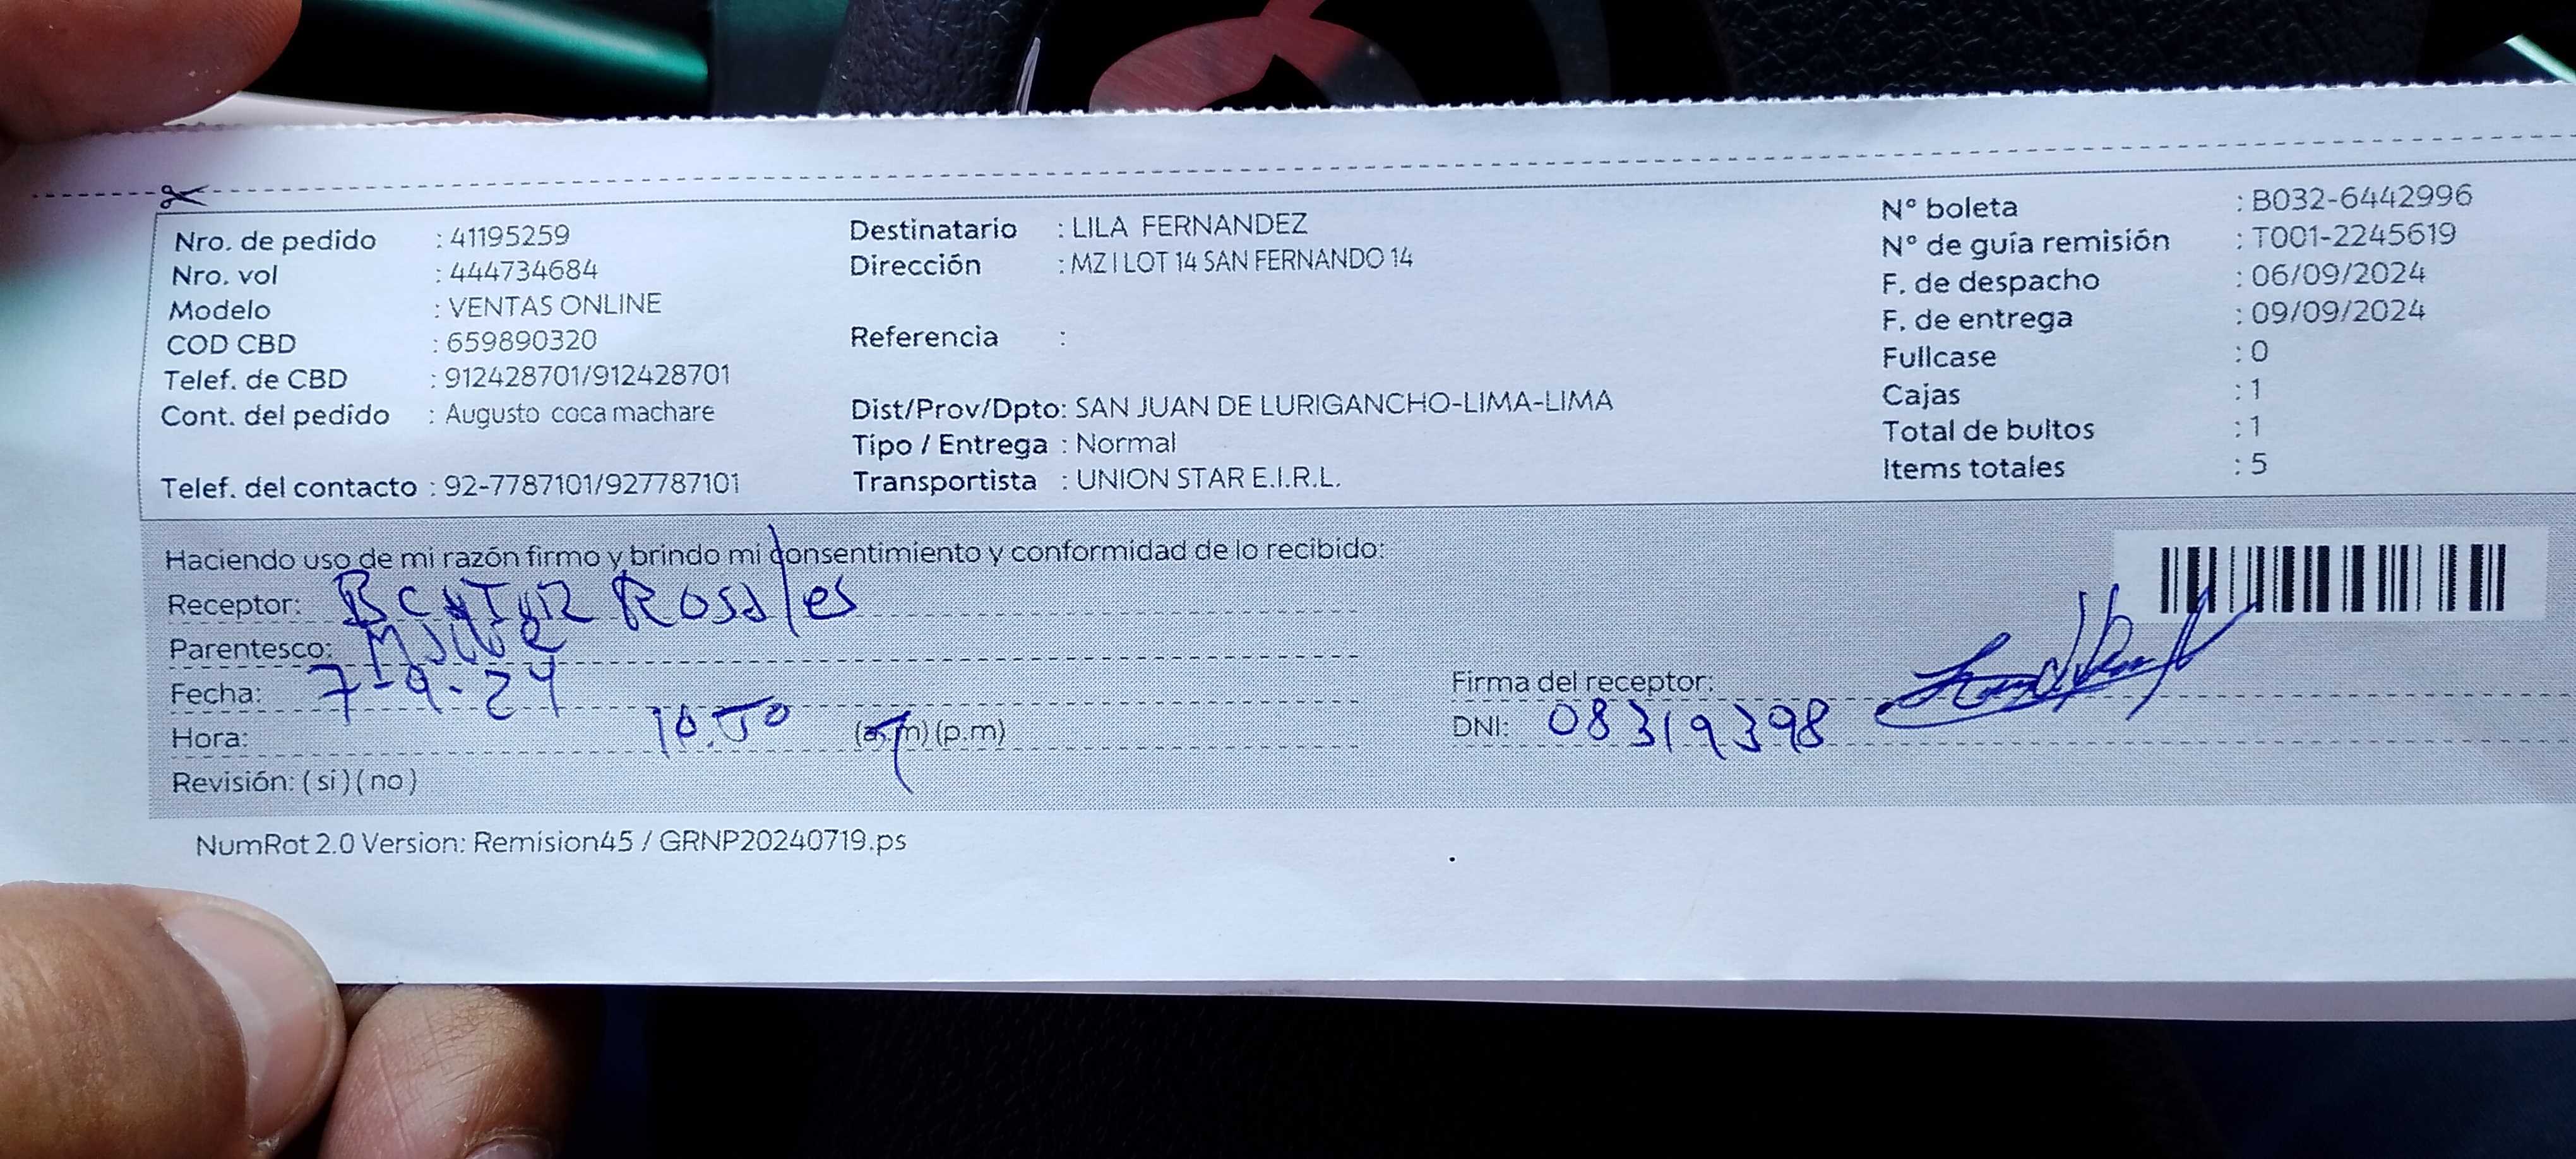 Nro. de pedido : 41195259
Nro. vol : 444734684
Modelo : VENTAS ONLINE
COD CBD : 659890320
Telef. de CBD : 912428701/912428701
Cont. del pedido : Augusto coca machare
Telef. del contacto : 92-7787101/927787101
Destinatario : LILA FERNANDEZ
Dirección : MZ I LOT 14 SAN FERNANDO 14
Referencia :
Dist/Prov/Dpto: SAN JUAN DE LURIGANCHO-LIMA-LIMA
Tipo / Entrega : Normal
Transportista : UNION STAR E.I.R.L.
N° boleta : B032-6442996
N° de guía remisión : T001-2245619
F. de despacho : 06/09/2024
F. de entrega : 09/09/2024
Fullcase : 0
Cajas : 1
Total de bultos : 1
Items totales : 5
Haciendo uso de mi razón firmo y brindo mi consentimiento y conformidad de lo recibido:
Receptor: Rosales
Parentesco:
Fecha: 7-9-24
Hora: 10.50 (a.m)(p.m)
Revisión: (si)(no)
Firma del receptor:
DNI: 08319398
NumRot 2.0 Version: Remision45 / GRNP20240719.ps